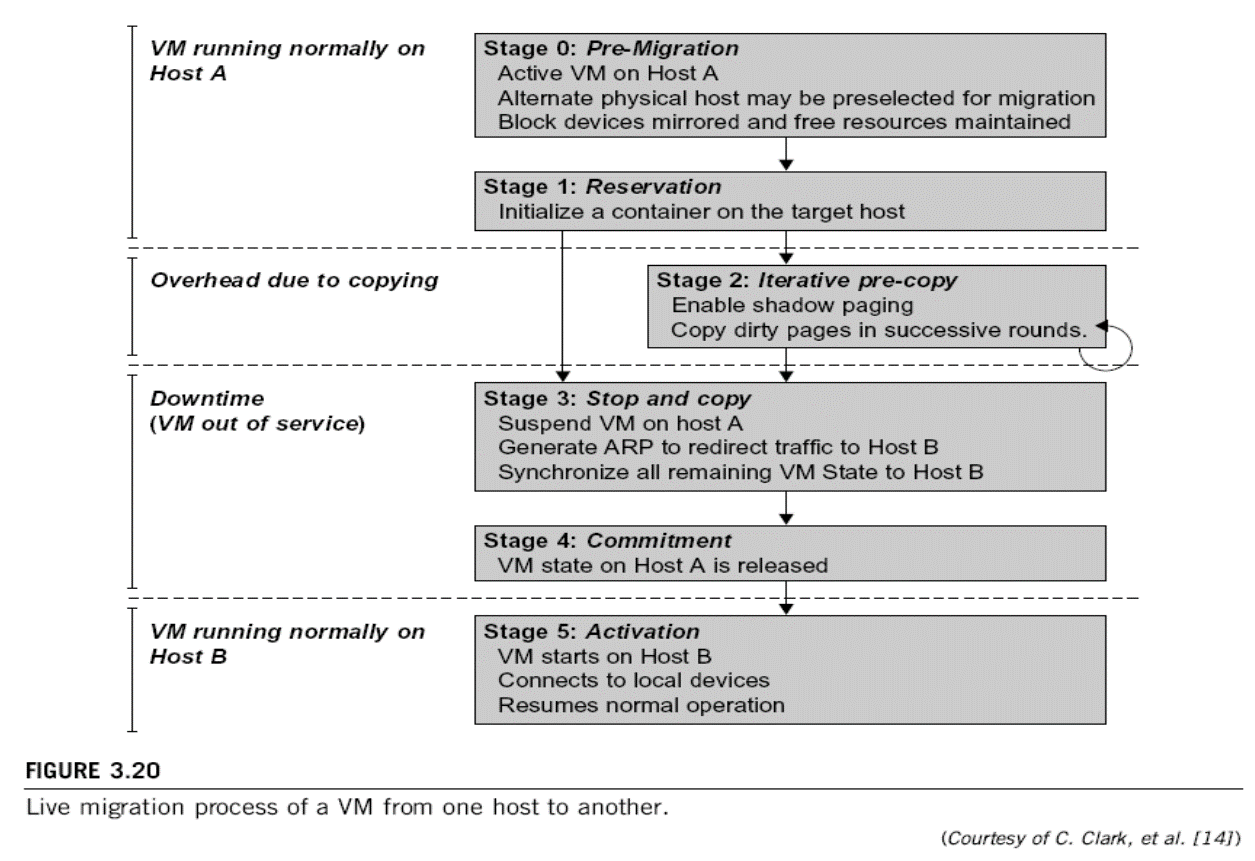 VM running normally on
Host A
Stage 0: Pre-Migration
Active VM on Host A
Alternate physical host may be preselected for migration
Block devices mirrored and free resources maintained
Stage 1: Reservation
Initialize a container on the target host
Overhead due to copying
Stage 2: Iterative pre-copy
Enable shadow paging
Copy dirty pages in successive rounds.
Downtime
(VM out of service)
Stage 3: Stop and copy
Suspend VM on host A
Generate ARP to redirect traffic to Host B
Synchronize all remaining VM State to Host B
Stage 4: Commitment
VM state on Host A is released
VM running normally on
Host B
Stage 5: Activation
VM starts on Host B
Connects to local devices
Resumes normal operation
FIGURE 3.20
Live migration process of a VM from one host to another.
(Courtesy of C. Clark, et al. [14])